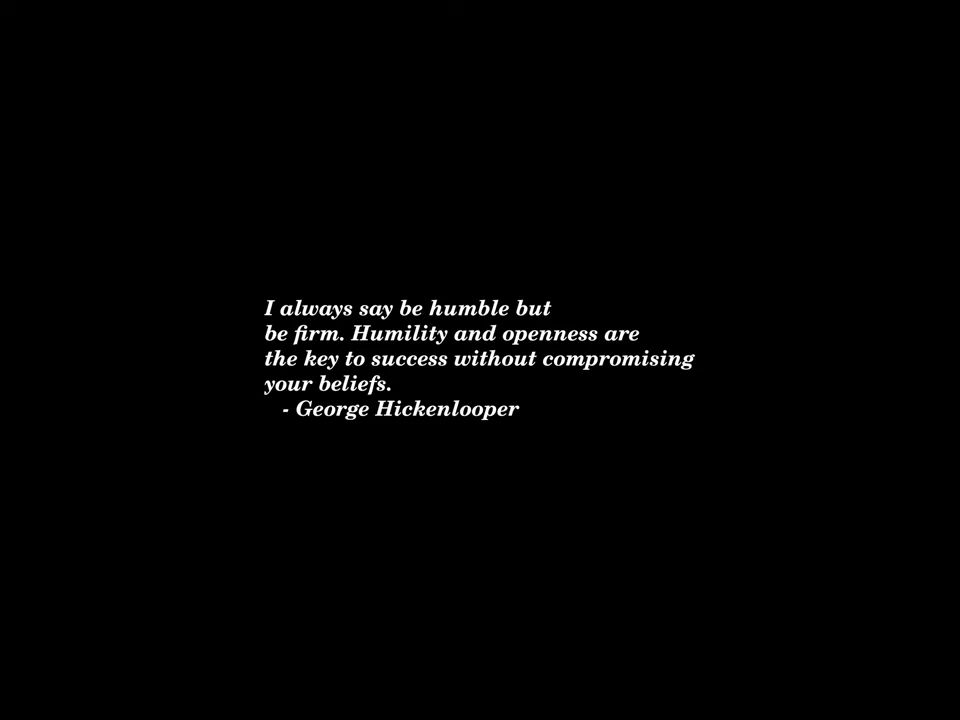 I always say be humble but
be firm. Humility and openness are
the key to success without compromising
your beliefs.
- George Hickenlooper